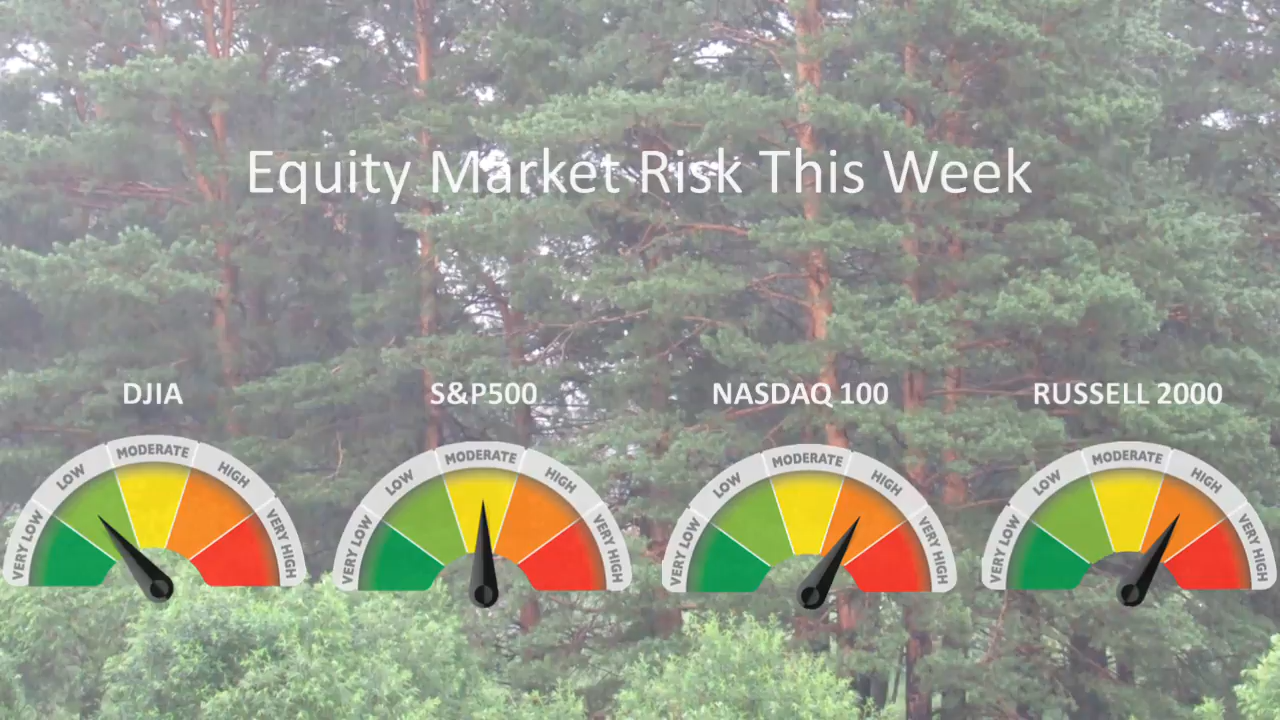 Equity Market Risk This Week
DJIA
S&P500
NASDAQ 100
RUSSELL 2000
VERY LOW
LOW
MODERATE
HIGH
VERY HIGH
VERY LOW
LOW
MODERATE
HIGH
VERY HIGH
VERY LOW
LOW
MODERATE
HIGH
VERY HIGH
VERY LOW
LOW
MODERATE
HIGH
VERY HIGH